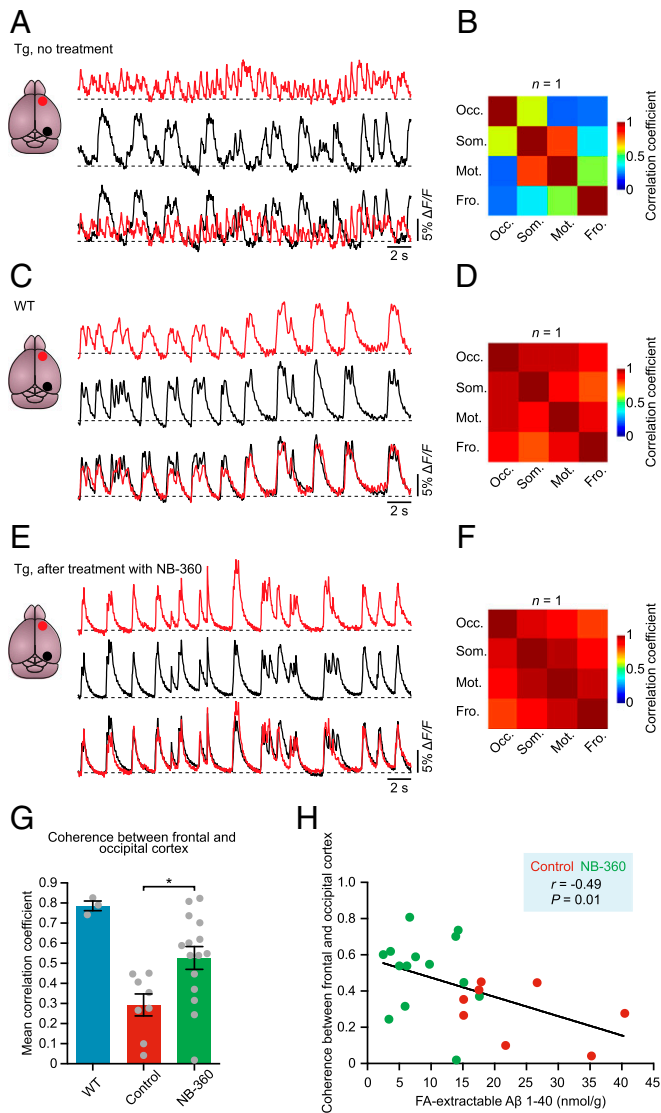 A
Tg, no treatment
5% ΔF/F
2 s
B
n = 1
Occ.
Som.
Mot.
Fro.
Occ.
Som.
Mot.
Fro.
1
0.5
0
Correlation coefficient
C
WT
5% ΔF/F
2 s
D
n = 1
Occ.
Som.
Mot.
Fro.
Occ.
Som.
Mot.
Fro.
1
0.5
0
Correlation coefficient
E
Tg, after treatment with NB-360
5% ΔF/F
2 s
F
n = 1
Occ.
Som.
Mot.
Fro.
Occ.
Som.
Mot.
Fro.
1
0.5
0
Correlation coefficient
G
Coherence between frontal and
occipital cortex
Mean correlation coefficient
0.9
0.8
0.7
0.6
0.5
0.4
0.3
0.2
0.1
0
*
WT
Control
NB-360
H
Control NB-360
r = -0.49
P = 0.01
Coherence between frontal and occipital cortex
1.0
0.8
0.6
0.4
0.2
0
0 5 10 15 20 25 30 35 40 45
FA-extractable Aβ 1-40 (nmol/g)